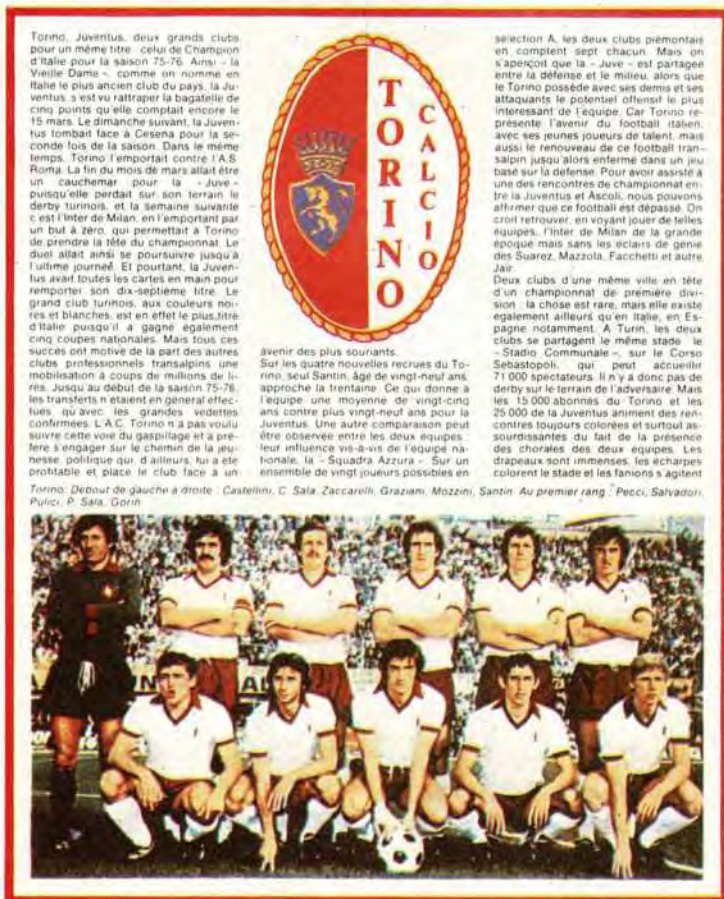 Torino, Juventus, deux grands clubs
pour un même titre : celui de Champion
d'Italie pour la saison 75-76. Ainsi « la
Vieille Dame », comme on nomme en
Italie le plus ancien club du pays, la Ju-
ventus, s'est vu rattraper la bagatelle de
cinq points qu'elle comptait encore le
15 mars. Le dimanche suivant, la Juven-
tus tombait face à Cesena pour la se-
conde fois de la saison. Dans le même
temps, Torino l'emportait contre l'A.S.
Roma. La fin du mois de mars allait être
un cauchemar pour la « Juve »
puisqu'elle perdait sur son terrain le
derby turinois, et la semaine suivante
c'est l'Inter de Milan, en l'emportant par
un but à zéro, qui permettait à Torino
de prendre la tête du championnat. Le
duel allait ainsi se poursuivre jusqu'à
l'ultime journée. Et pourtant, la Juven-
tus avait toutes les cartes en main pour
remporter son dix-septième titre. Le
grand club turinois, aux couleurs noi-
res et blanches, est en effet le plus titré
d'Italie puisqu'il a gagné également
cinq coupes nationales. Mais tous ces
succès ont motivé de la part des autres
clubs professionnels transalpins une
mobilisation à coups de millions de li-
res. Jusqu'au début de la saison 75-76,
les transferts n'étaient en général effec-
tués qu'avec les grandes vedettes
confirmées. L'A.C. Torino n'a pas voulu
suivre cette voie du gaspillage et a pré-
féré s'engager sur le chemin de la jeu-
nesse, politique qui, d'ailleurs, lui a été
profitable et place le club face à un
TORINO
CALCIO
avenir des plus souriants.
Sur les quatre nouvelles recrues du To-
rino, seul Santin, âgé de vingt-neuf ans,
approche la trentaine. Ce qui donne à
l'équipe une moyenne de vingt-cinq
ans contre plus vingt-neuf ans pour la
Juventus. Une autre comparaison peut
être observée entre les deux équipes :
leur influence vis-à-vis de l'équipe na-
tionale, la « Squadra Azzura ». Sur un
ensemble de vingt joueurs possibles en
sélection A, les deux clubs piémontais
en comptent sept chacun. Mais on
s'aperçoit que la « Juve » est partagée
entre la défense et le milieu, alors que
le Torino possède avec ses demis et ses
attaquants le potentiel offensif le plus
intéressant de l'équipe. Car Torino re-
présente l'avenir du football italien,
avec ses jeunes joueurs de talent, mais
aussi le renouveau de ce football tran-
salpin jusqu'alors enfermé dans un jeu
basé sur la défense. Pour avoir assisté à
une des rencontres de championnat en-
tre la Juventus et Ascoli, nous pouvons
affirmer que ce football est dépassé. On
croit retrouver, en voyant jouer de telles
équipes, l'Inter de Milan de la grande
époque mais sans les éclairs de génie
des Suarez, Mazzola, Facchetti et autre
Jair.
Deux clubs d'une même ville en tête
d'un championnat de première divi-
sion : la chose est rare, mais elle existe
également ailleurs qu'en Italie, en Es-
pagne notamment. A Turin, les deux
clubs se partagent le même stade : le
« Stadio Communale », sur le Corso
Sebastopoli, qui peut accueillir
71 000 spectateurs. Il n'y a donc pas de
derby sur le terrain de l'adversaire. Mais
les 15 000 abonnés du Torino et les
25 000 de la Juventus animent des ren-
contres toujours colorées et surtout as-
sourdissantes du fait de la présence
des chorales des deux équipes. Les
drapeaux sont immenses, les écharpes
colorent le stade et les fanions s'agitent
Torino. Debout de gauche à droite : Castellini, C. Sala, Zaccarelli, Graziani, Mozzini, Santin. Au premier rang : Pecci, Salvadori,
Pulici, P. Sala, Gorin.